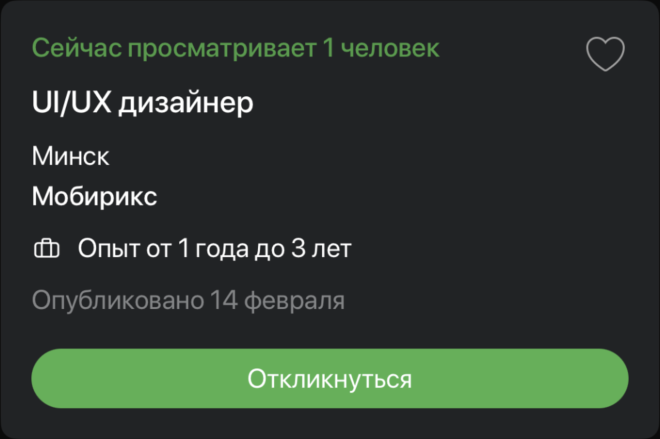 Сейчас просматривает 1 человек
UI/UX дизайнер
Минск
Мобирикс
Опыт от 1 года до 3 лет
Опубликовано 14 февраля
Откликнуться